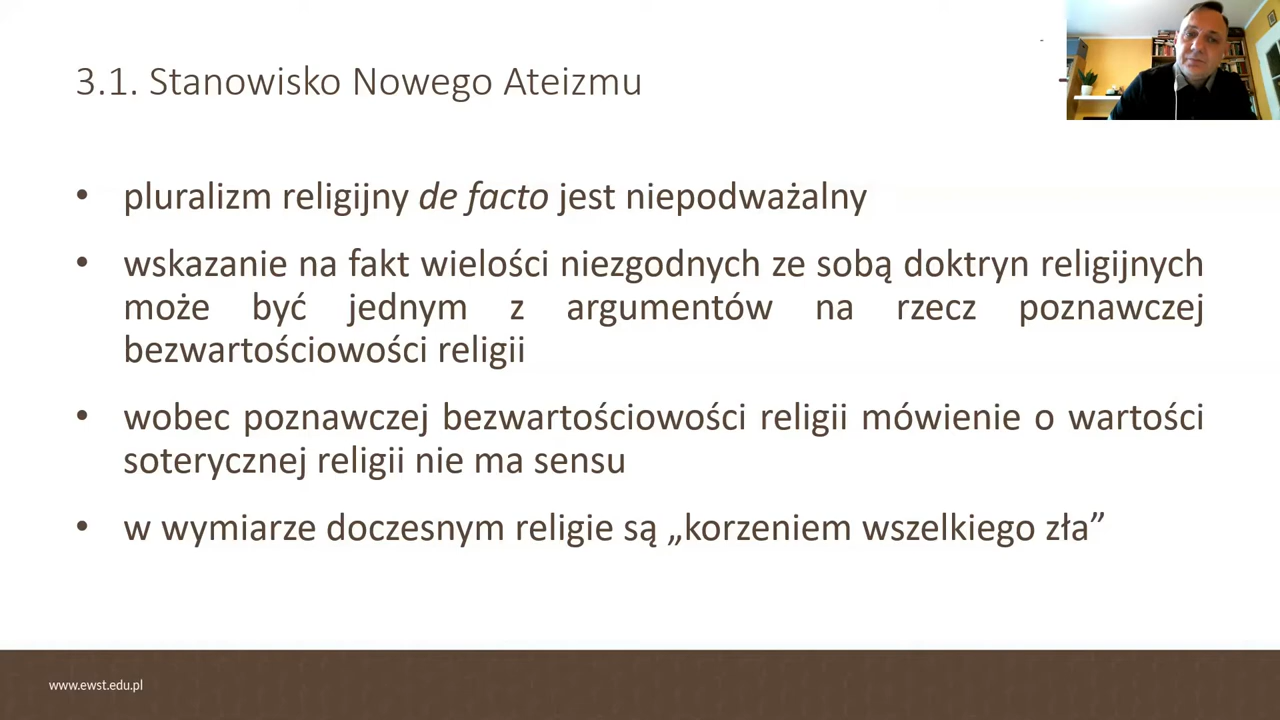 3.1. Stanowisko Nowego Ateizmu
• pluralizm religijny de facto jest niepodważalny
• wskazanie na fakt wielości niezgodnych ze sobą doktryn religijnych
może być jednym z argumentów na rzecz poznawczej
bezwartościowości religii
• wobec poznawczej bezwartościowości religii mówienie o wartości
soterycznej religii nie ma sensu
• w wymiarze doczesnym religie są „korzeniem wszelkiego zła”
www.ewst.edu.pl